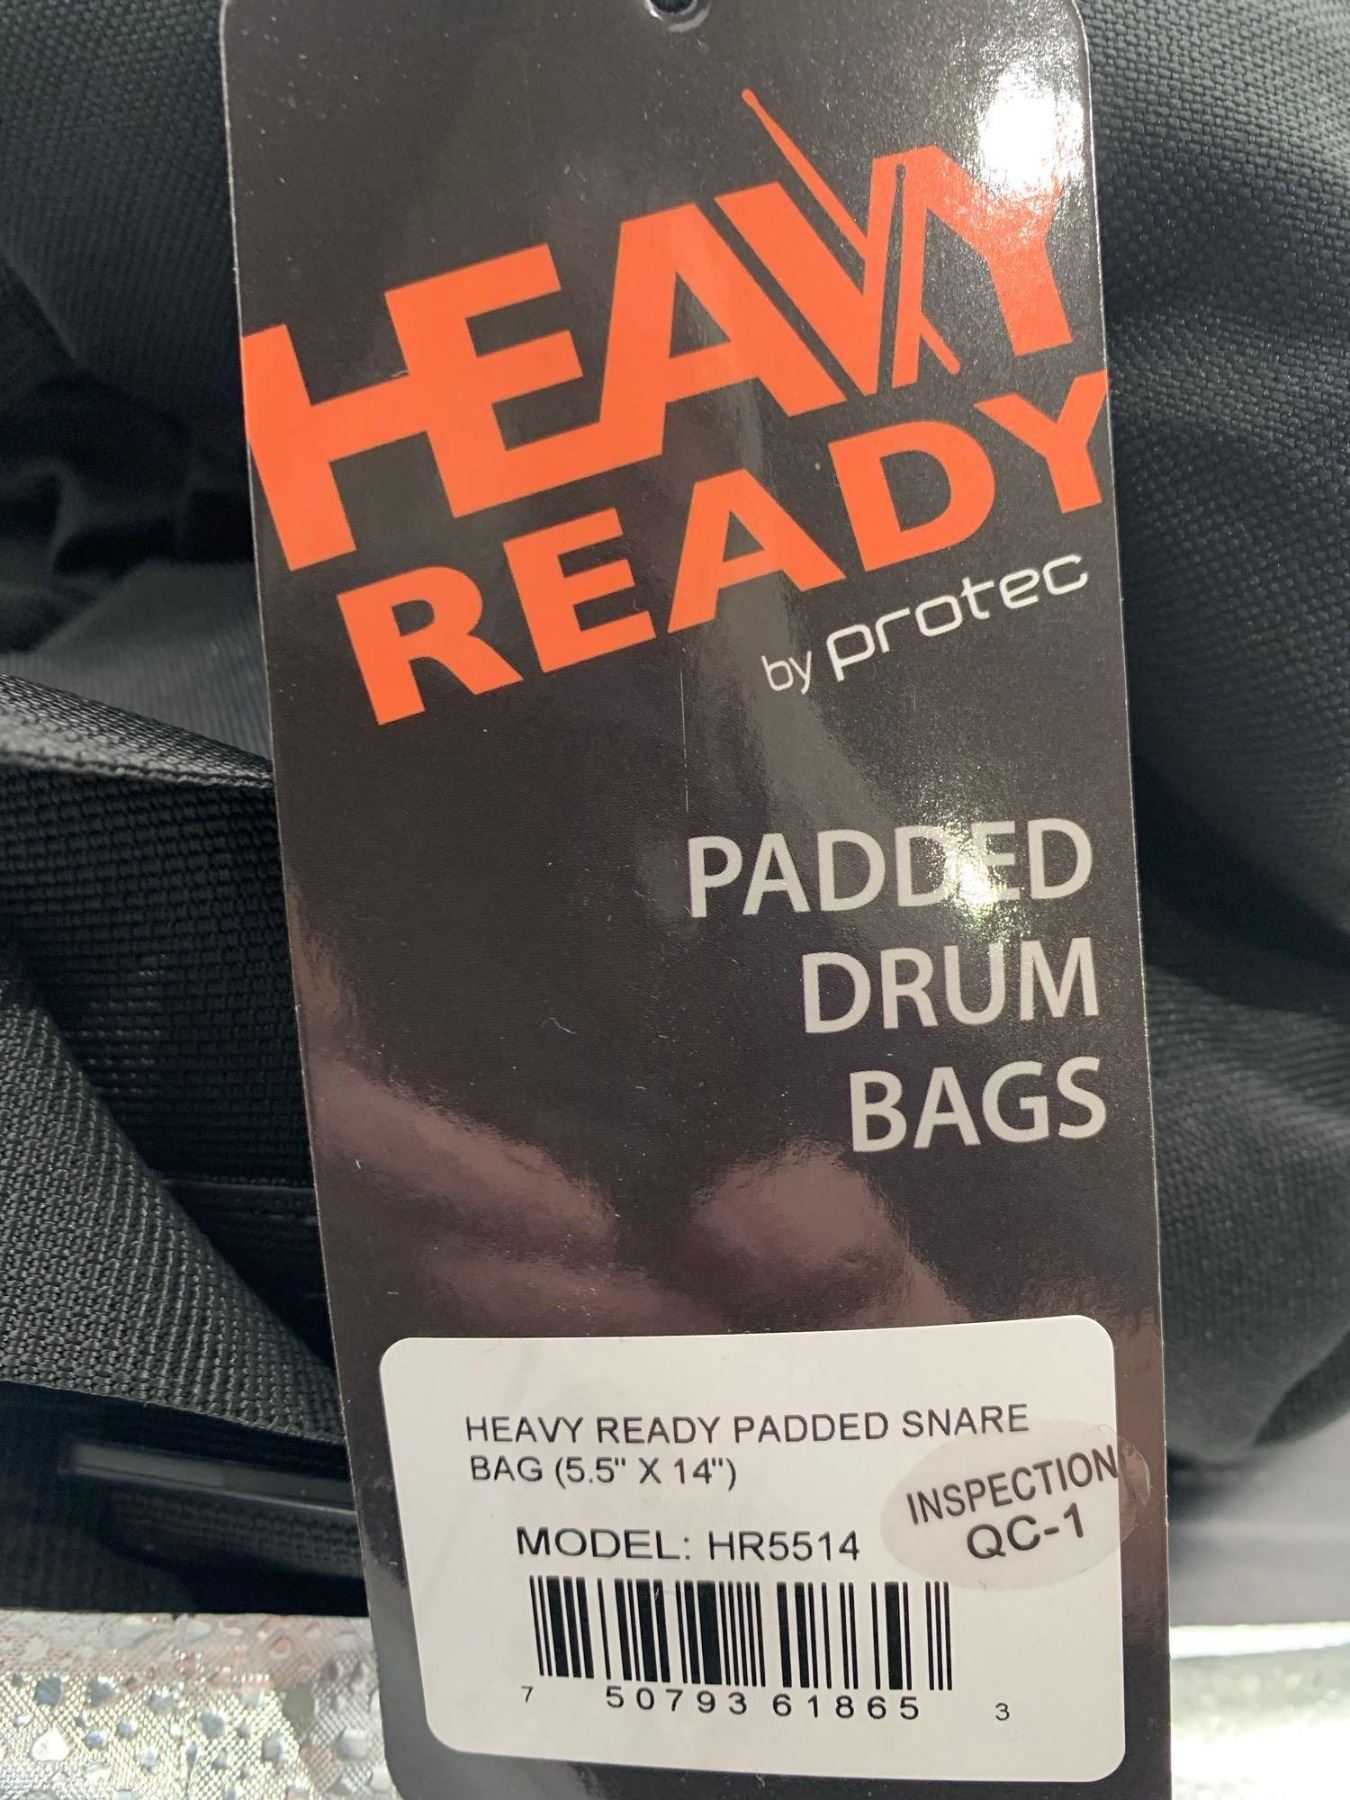 HEAVY
READY
by protec
PADDED
DRUM
BAGS
HEAVY READY PADDED SNARE
BAG (5.5" X 14")
INSPECTION
QC-1
MODEL: HR5514
7 50793 61865 3